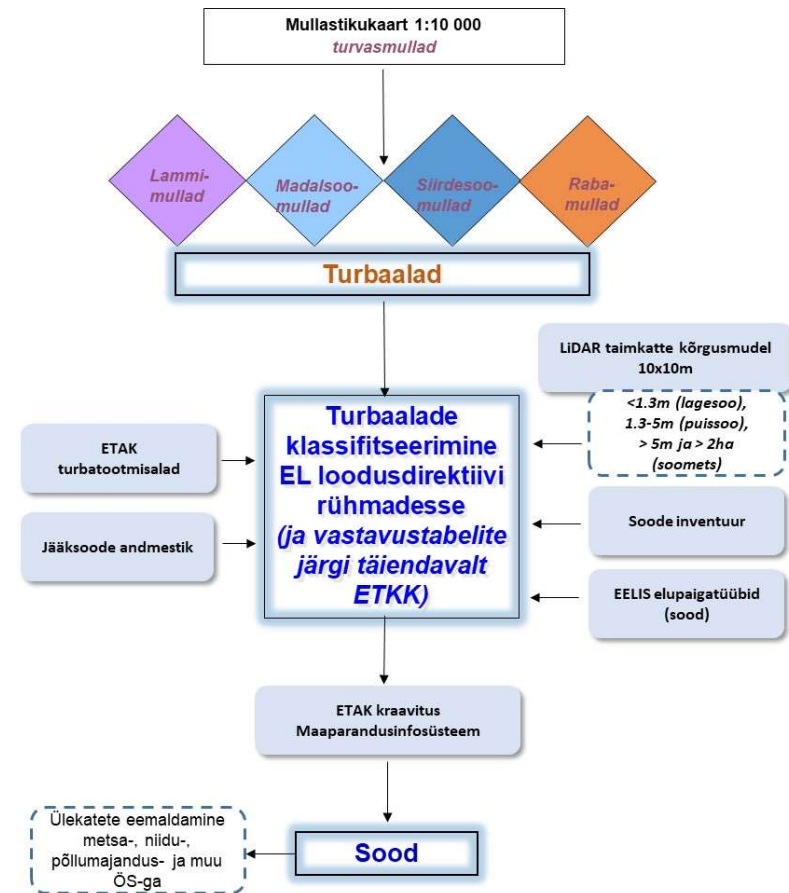 Mullastikukaart 1:10 000
turvasmullad
Lammi-
mullad
Madalsoo-
mullad
Siirdesoo-
mullad
Raba-
mullad
Turbaalad
LiDAR taimkatte kõrgusmudel
10x10m
<1.3m (lagesoo),
1.3-5m (puissoo),
> 5m ja > 2ha
(soomets)
ETAK
turbatootmisalad
Jääksoode andmestik
Turbaalade
klassifitseerimine
EL loodusdirektiivi
rühmadesse
(ja vastavustabelite
järgi täiendavalt
ETKK)
Soode inventuur
EELIS elupaigatüübid
(sood)
ETAK kraavitus
Maaparandusinfosüsteem
Ülekatete eemaldamine
metsa-, niidu-,
põllumajandus- ja muu
ÖS-ga
Sood